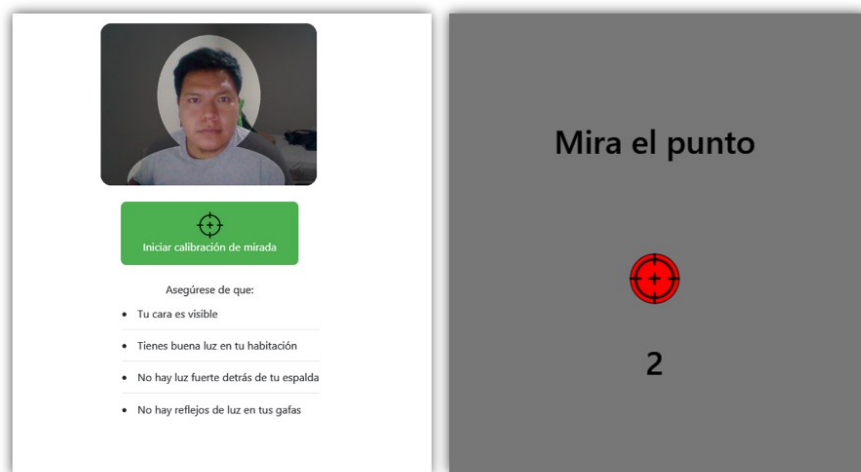 Iniciar calibración de mirada
Asegúrese de que:
Tu cara es visible
Tienes buena luz en tu habitación
No hay luz fuerte detrás de tu espalda
No hay reflejos de luz en tus gafas
Mira el punto
2